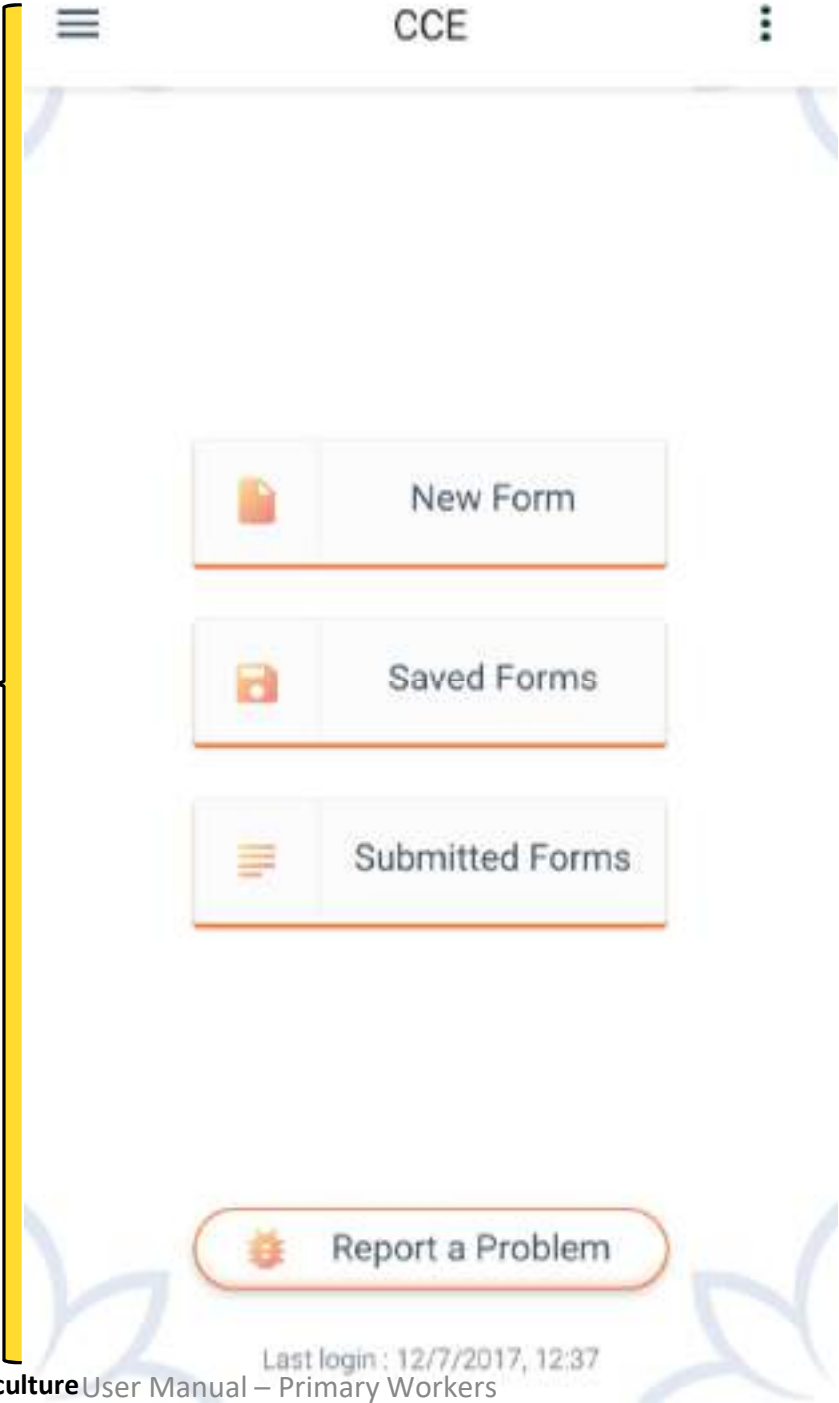 CCE
New Form
Saved Forms
Submitted Forms
Report a Problem
Last login : 12/7/2017, 12:37
culture User Manual – Primary Workers